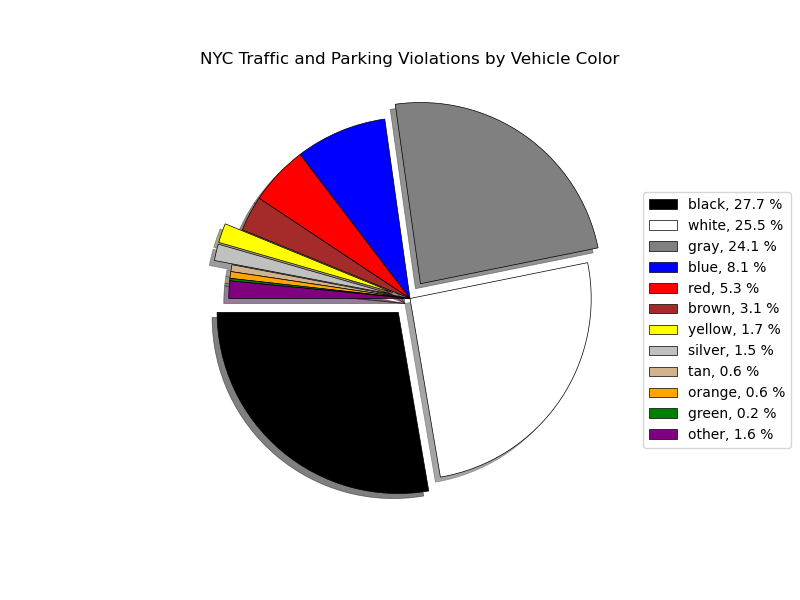 NYC Traffic and Parking Violations by Vehicle Color
black, 27.7 %
white, 25.5 %
gray, 24.1 %
blue, 8.1 %
red, 5.3 %
brown, 3.1 %
yellow, 1.7 %
silver, 1.5 %
tan, 0.6 %
orange, 0.6 %
green, 0.2 %
other, 1.6 %